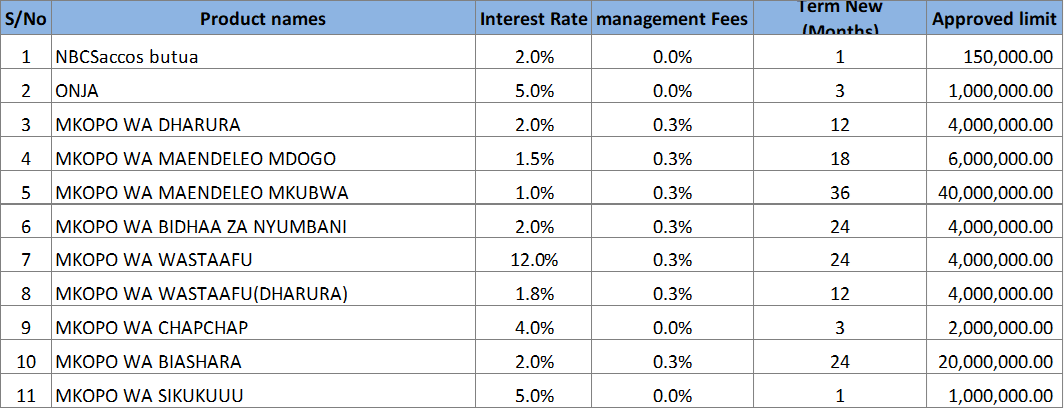 S/No Product names Interest Rate management Fees Term New (Months) Approved limit
1 NBCSaccos butua 2.0% 0.0% 1 150,000.00
2 ONJA 5.0% 0.0% 3 1,000,000.00
3 MKOPO WA DHARURA 2.0% 0.3% 12 4,000,000.00
4 MKOPO WA MAENDELEO MDOGO 1.5% 0.3% 18 6,000,000.00
5 MKOPO WA MAENDELEO MKUBWA 1.0% 0.3% 36 40,000,000.00
6 MKOPO WA BIDHAA ZA NYUMBANI 2.0% 0.3% 24 4,000,000.00
7 MKOPO WA WASTAAFU 12.0% 0.3% 24 4,000,000.00
8 MKOPO WA WASTAAFU(DHARURA) 1.8% 0.3% 12 4,000,000.00
9 MKOPO WA CHAPCHAP 4.0% 0.0% 3 2,000,000.00
10 MKOPO WA BIASHARA 2.0% 0.3% 24 20,000,000.00
11 MKOPO WA SIKUKUUU 5.0% 0.0% 1 1,000,000.00